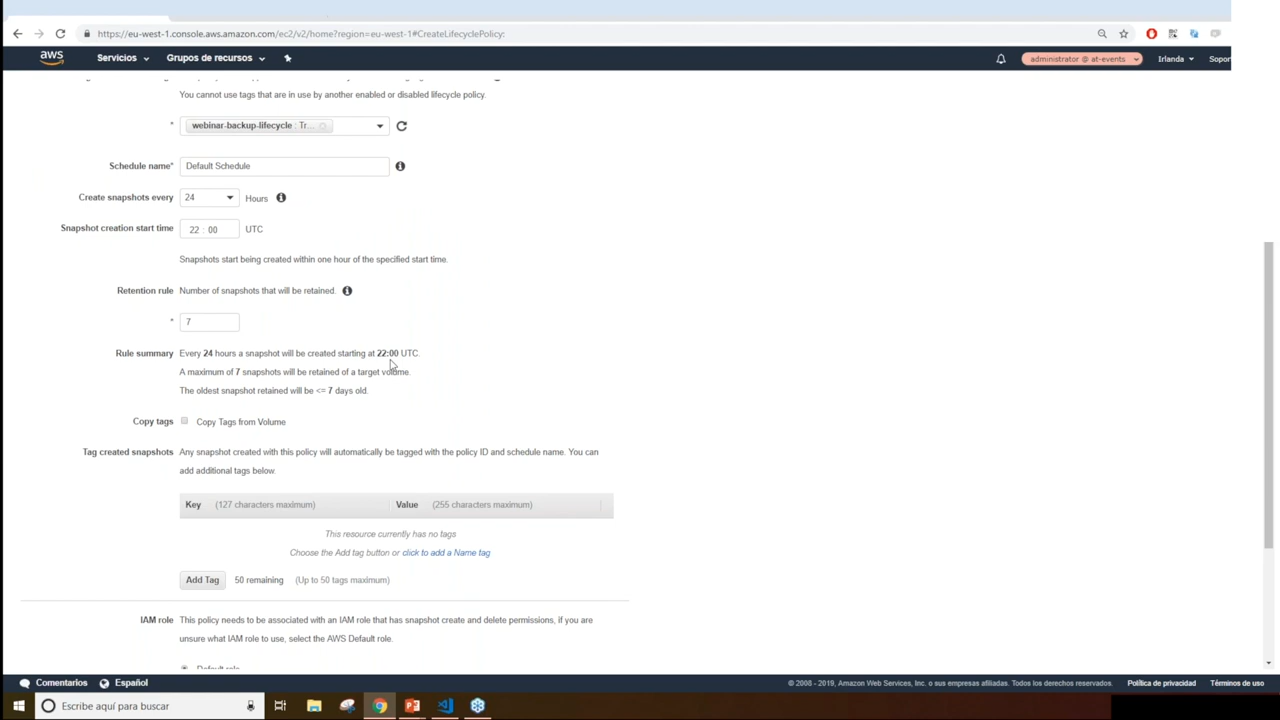 https://eu-west-1.console.aws.amazon.com/ec2/v2/home?region=eu-west-1#CreateLifecyclePolicy:
aws Servicios Grupos de recursos administrator @ at-events Irlanda Sopor
You cannot use tags that are in use by another enabled or disabled lifecycle policy.
* webinar-backup-lifecycle : Tr...
Schedule name* Default Schedule
Create snapshots every 24 Hours
Snapshot creation start time 22 : 00 UTC
Snapshots start being created within one hour of the specified start time.
Retention rule Number of snapshots that will be retained.
* 7
Rule summary Every 24 hours a snapshot will be created starting at 22:00 UTC.
A maximum of 7 snapshots will be retained of a target volume.
The oldest snapshot retained will be <= 7 days old.
Copy tags Copy Tags from Volume
Tag created snapshots Any snapshot created with this policy will automatically be tagged with the policy ID and schedule name. You can
add additional tags below.
Key (127 characters maximum) Value (255 characters maximum)
This resource currently has no tags
Choose the Add tag button or click to add a Name tag
Add Tag 50 remaining (Up to 50 tags maximum)
IAM role This policy needs to be associated with an IAM role that has snapshot create and delete permissions, if you are
unsure what IAM role to use, select the AWS Default role.
Default role
Comentarios Español © 2008 - 2019, Amazon Web Services, Inc. o sus empresas afiliadas. Todos los derechos reservados. Política de privacidad Términos de uso
Escribe aquí para buscar